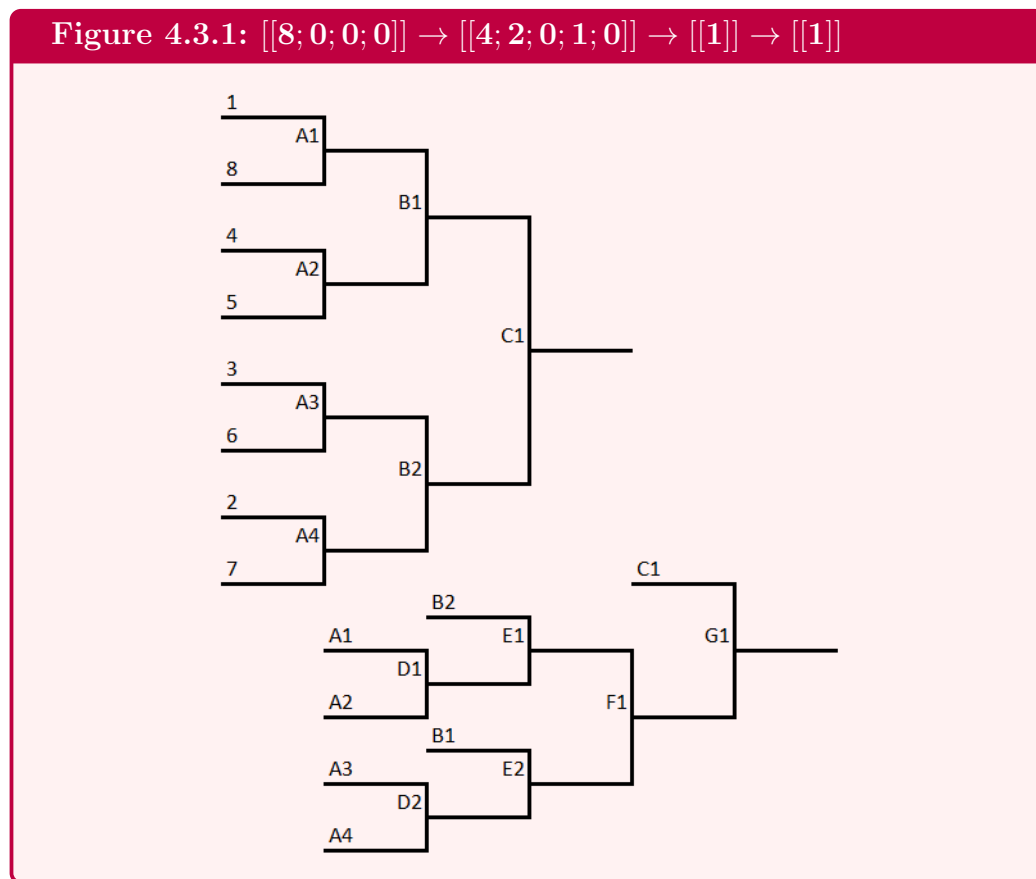 Figure 4.3.1: [[8; 0; 0; 0]] → [[4; 2; 0; 1; 0]] → [[1]] → [[1]]
1
A1
8
B1
4
A2
5
C1
3
A3
6
B2
2
A4
7
C1
B2
A1
E1
G1
D1
A2
F1
B1
A3
E2
D2
A4